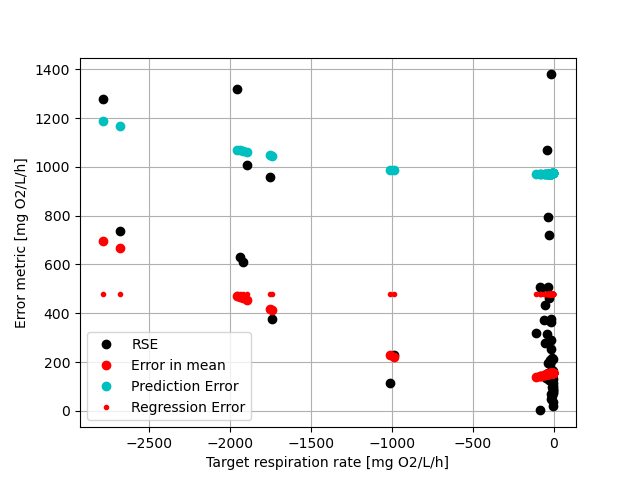 1400
1200
1000
800
600
400
200
0
Error metric [mg O2/L/h]
RSE
Error in mean
Prediction Error
Regression Error
−2500
−2000
−1500
−1000
−500
0
Target respiration rate [mg O2/L/h]